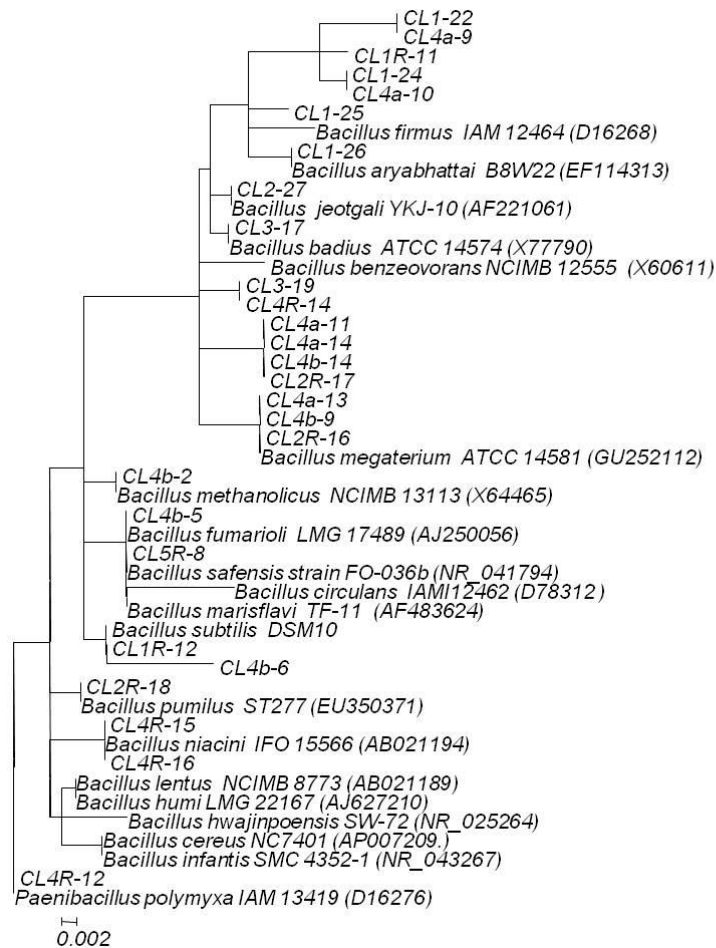 CL1-22
CL4a-9
CL1R-11
CL1-24
CL4a-10
CL1-25
Bacillus firmus IAM 12464 (D16268)
CL1-26
Bacillus aryabhattai B8W22 (EF114313)
CL2-27
Bacillus jeotgali YKJ-10 (AF221061)
CL3-17
Bacillus badius ATCC 14574 (X77790)
Bacillus benzeovorans NCIMB 12555 (X60611)
CL3-19
CL4R-14
CL4a-11
CL4a-14
CL4b-14
CL2R-17
CL4a-13
CL4b-9
CL2R-16
Bacillus megaterium ATCC 14581 (GU252112)
CL4b-2
Bacillus methanolicus NCIMB 13113 (X64465)
CL4b-5
Bacillus fumarioli LMG 17489 (AJ250056)
CL5R-8
Bacillus safensis strain FO-036b (NR_041794)
Bacillus circulans IAMI12462 (D78312)
Bacillus marisflavi TF-11 (AF483624)
Bacillus subtilis DSM10
CL1R-12
CL4b-6
CL2R-18
Bacillus pumilus ST277 (EU350371)
CL4R-15
Bacillus niacini IFO 15566 (AB021194)
CL4R-16
Bacillus lentus NCIMB 8773 (AB021189)
Bacillus humi LMG 22167 (AJ627210)
Bacillus hwajinpoensis SW-72 (NR_025264)
Bacillus cereus NC7401 (AP007209.)
Bacillus infantis SMC 4352-1 (NR_043267)
CL4R-12
Paenibacillus polymyxa IAM 13419 (D16276)
0.002